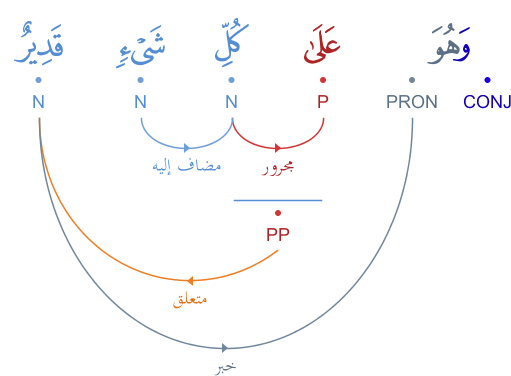 وَهُوَ عَلَىٰ كُلِّ شَىْءٍ قَدِيرٌ
CONJ PRON P N N N
مجرور مضاف إليه
PP
متعلق
خبر